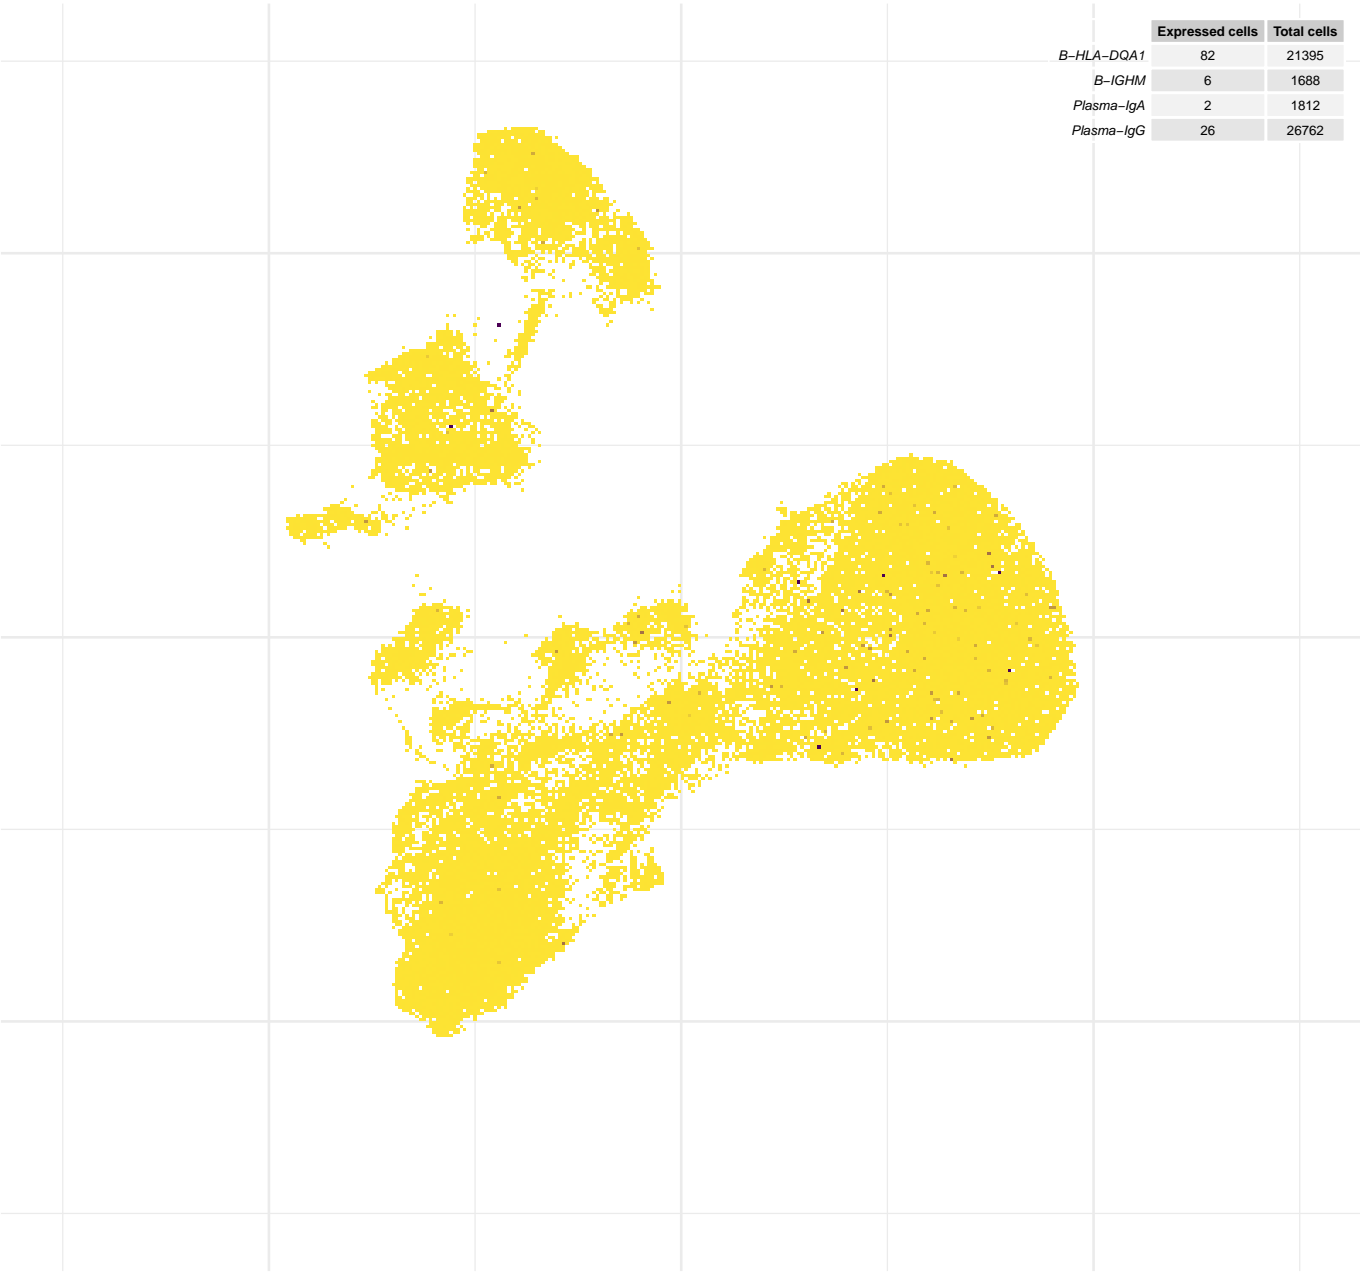 Expressed cells Total cells
B−HLA−DQA1 82 21395
B−IGHM 6 1688
Plasma−IgA 2 1812
Plasma−IgG 26 26762